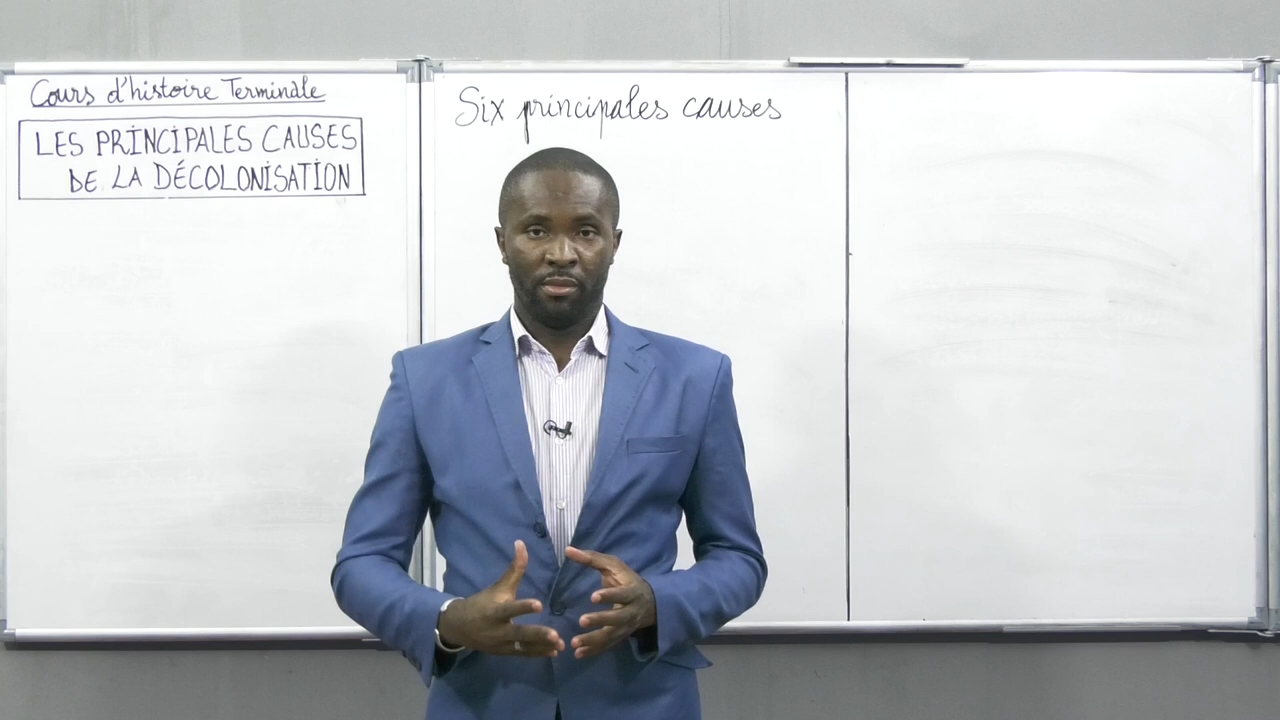 Cours d'histoire Terminale
LES PRINCIPALES CAUSES
DE LA DÉCOLONISATION
Six principales causes